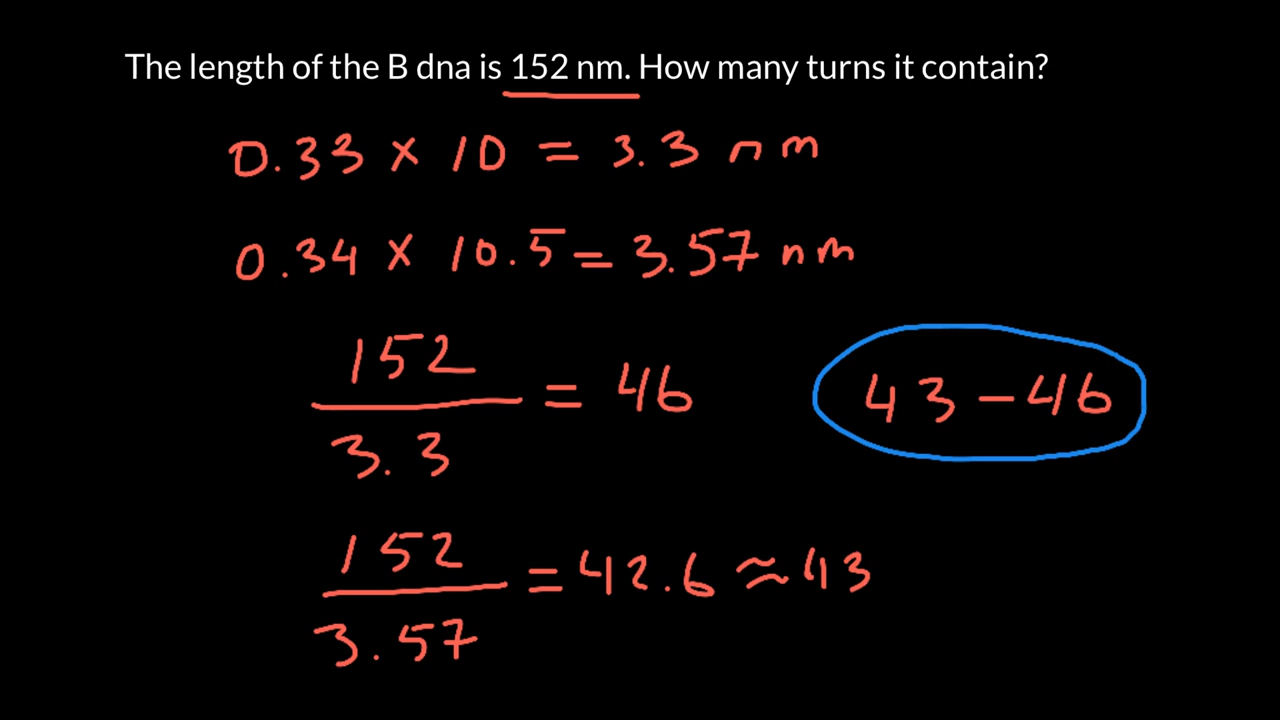 The length of the B dna is 152 nm. How many turns it contain?
0.33 × 10 = 3.3 nm
0.34 × 10.5 = 3.57 nm
152
3.3
= 46
43 – 46
152
3.57
= 42.6 ≈ 43